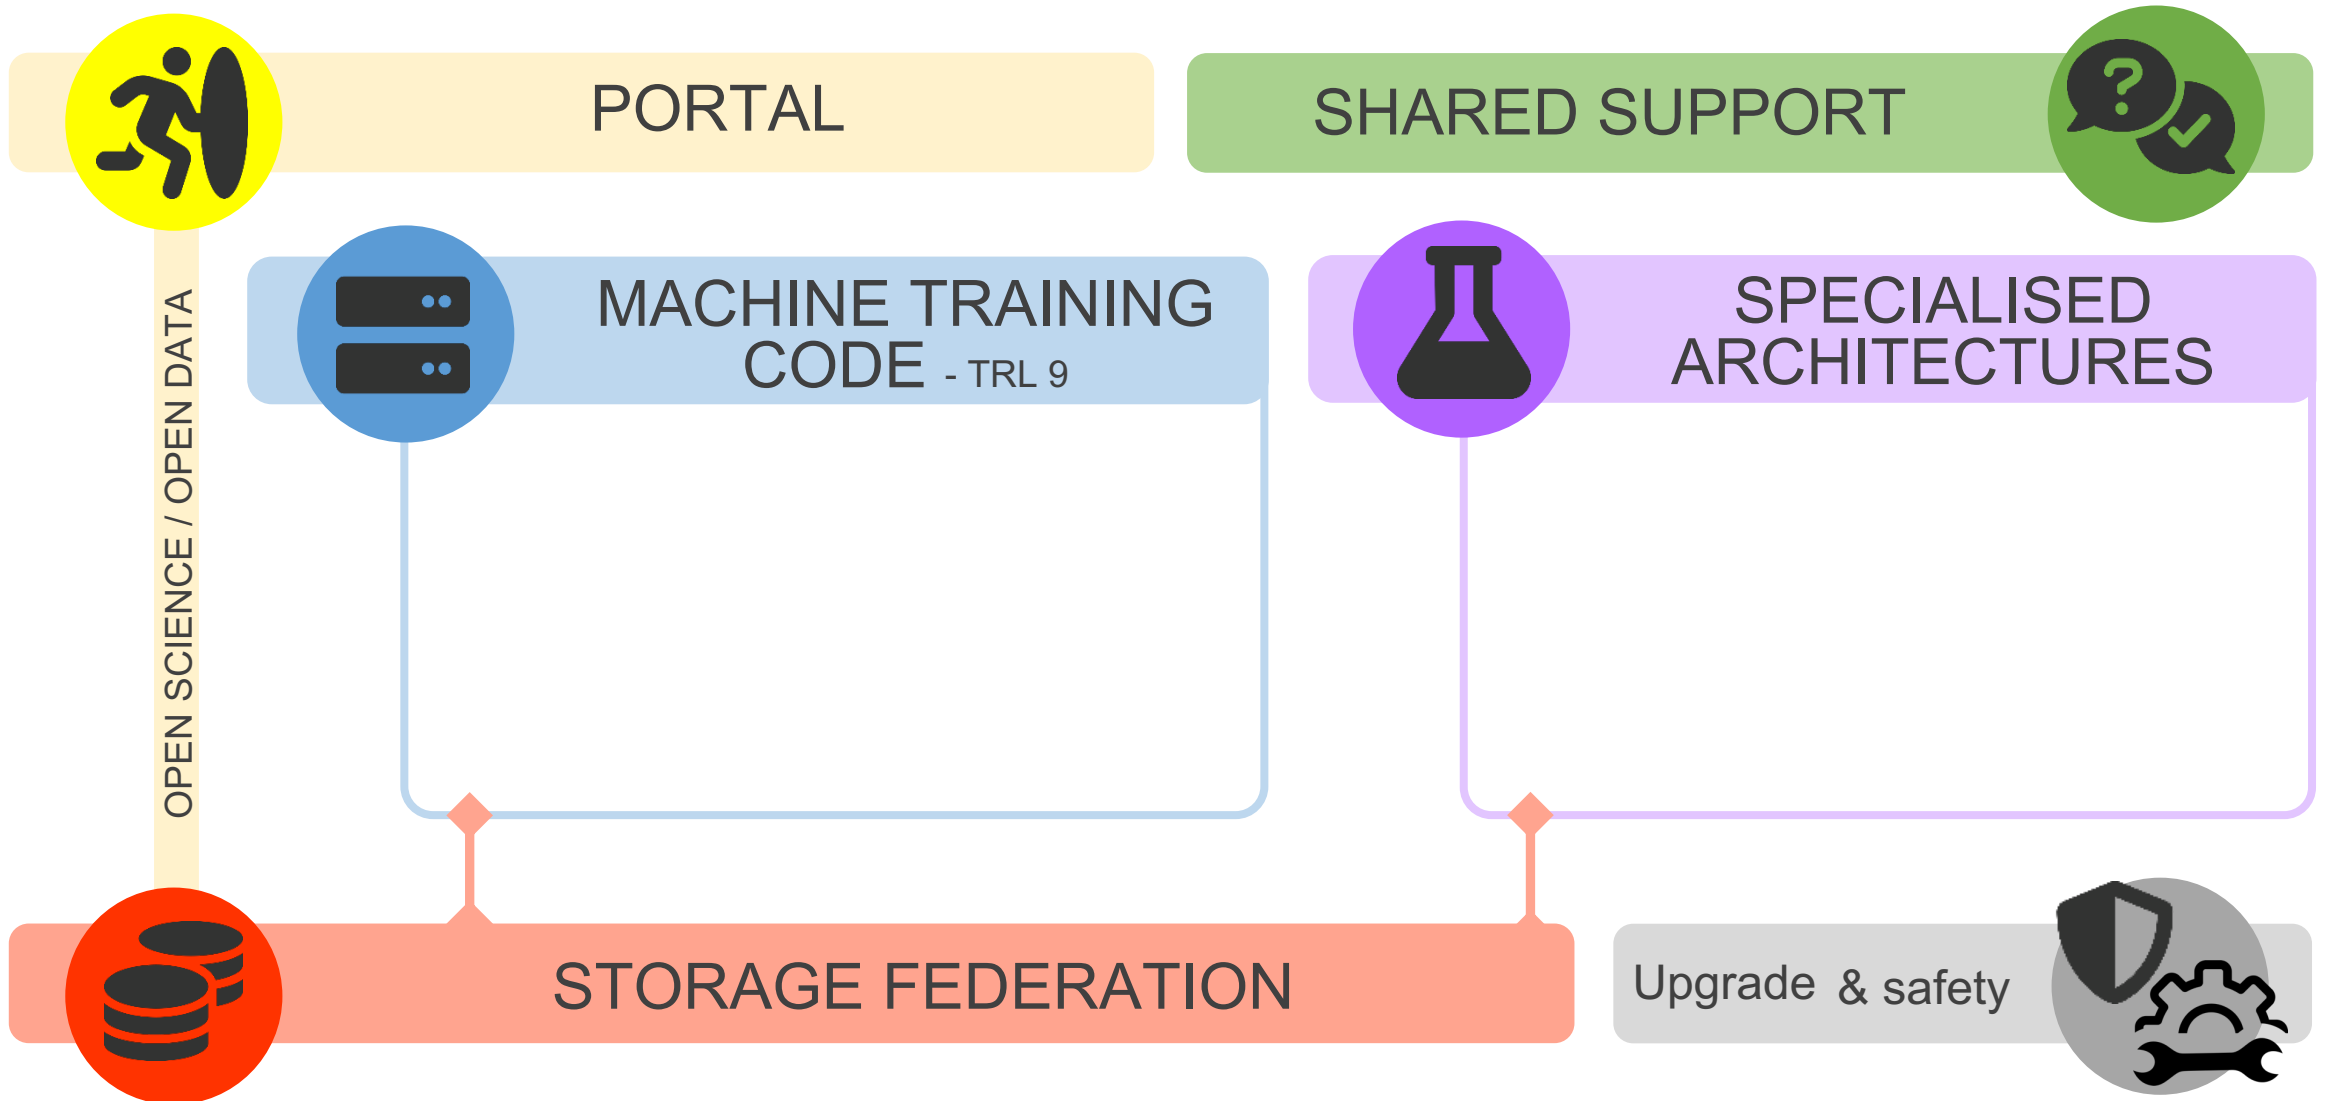 PORTAL
SHARED SUPPORT
MACHINE TRAINING
CODE - TRL 9
SPECIALISED
ARCHITECTURES
OPEN SCIENCE / OPEN DATA
STORAGE FEDERATION
Upgrade & safety